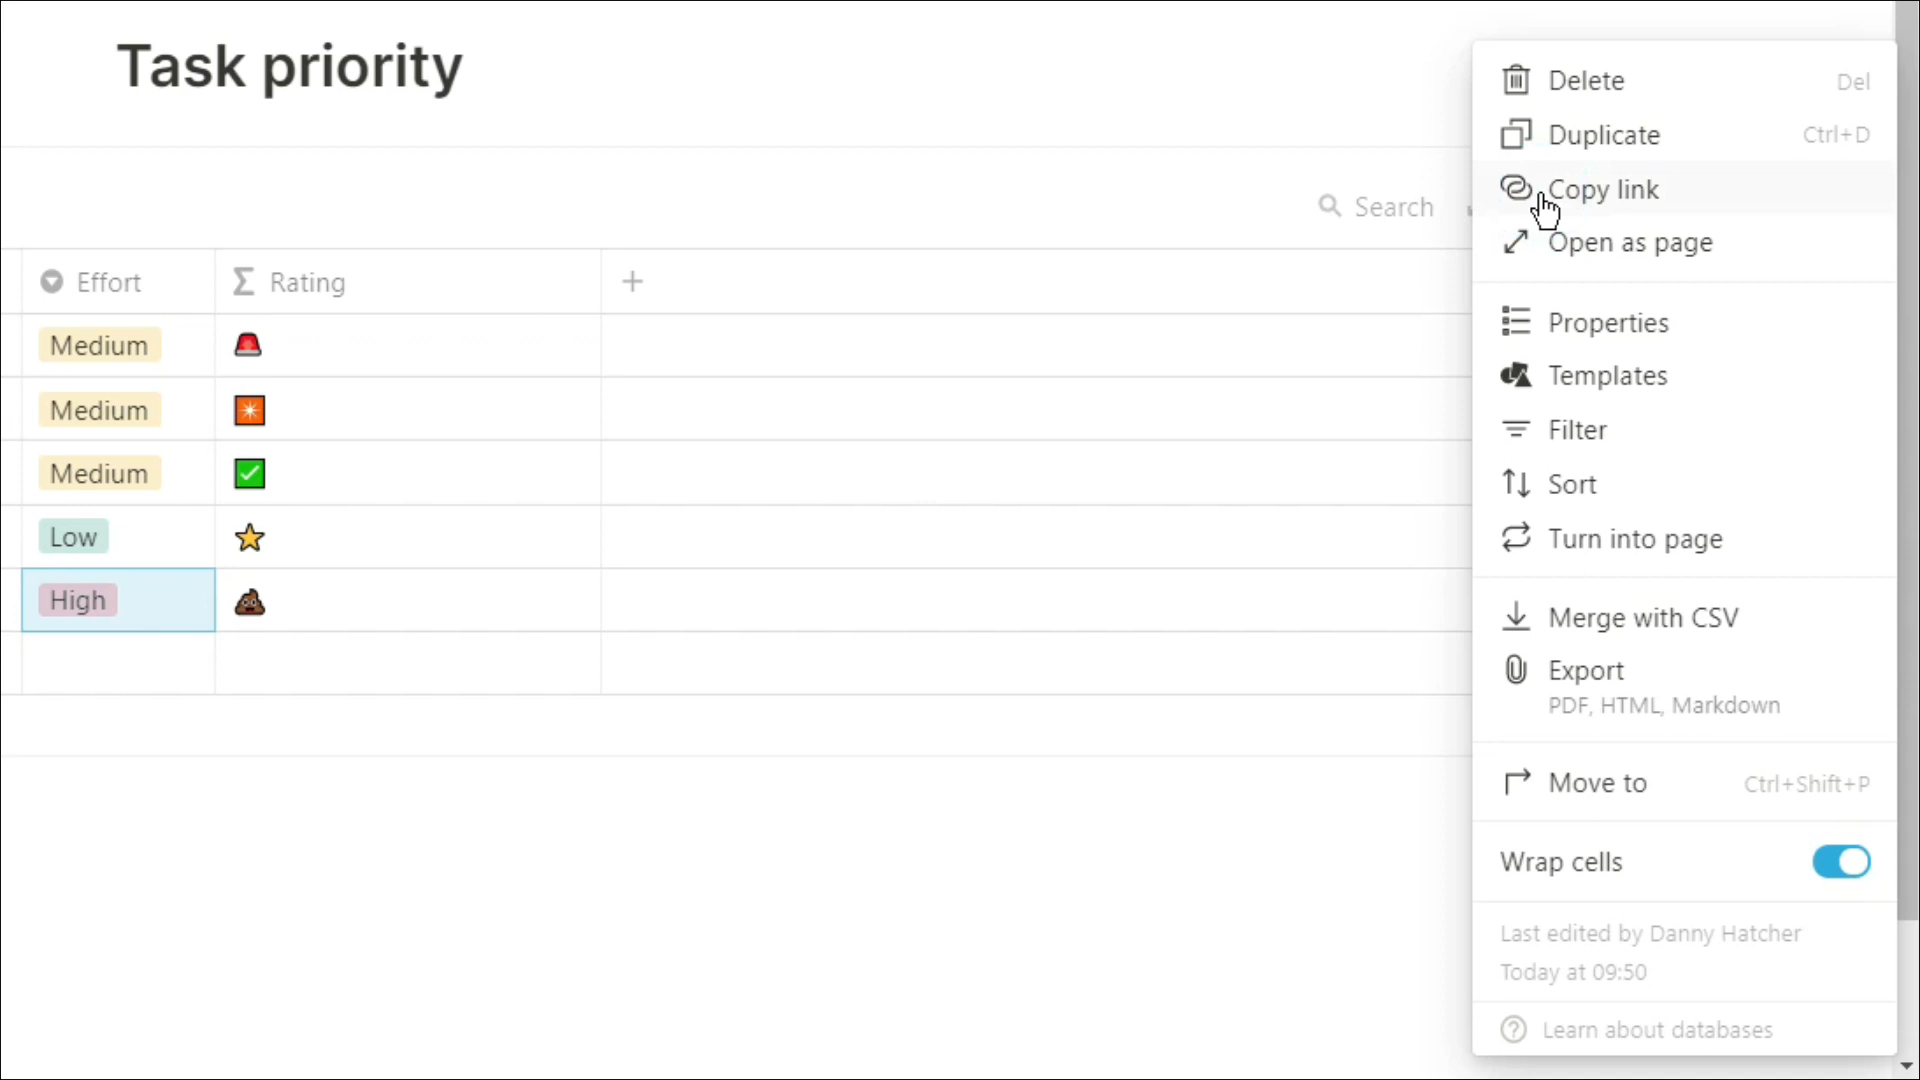 Task priority
Search
Effort
Rating
Medium
Medium
Medium
Low
High
Delete Del
Duplicate Ctrl+D
Copy link
Open as page
Properties
Templates
Filter
Sort
Turn into page
Merge with CSV
Export
PDF, HTML, Markdown
Move to Ctrl+Shift+P
Wrap cells
Last edited by Danny Hatcher
Today at 09:50
Learn about databases